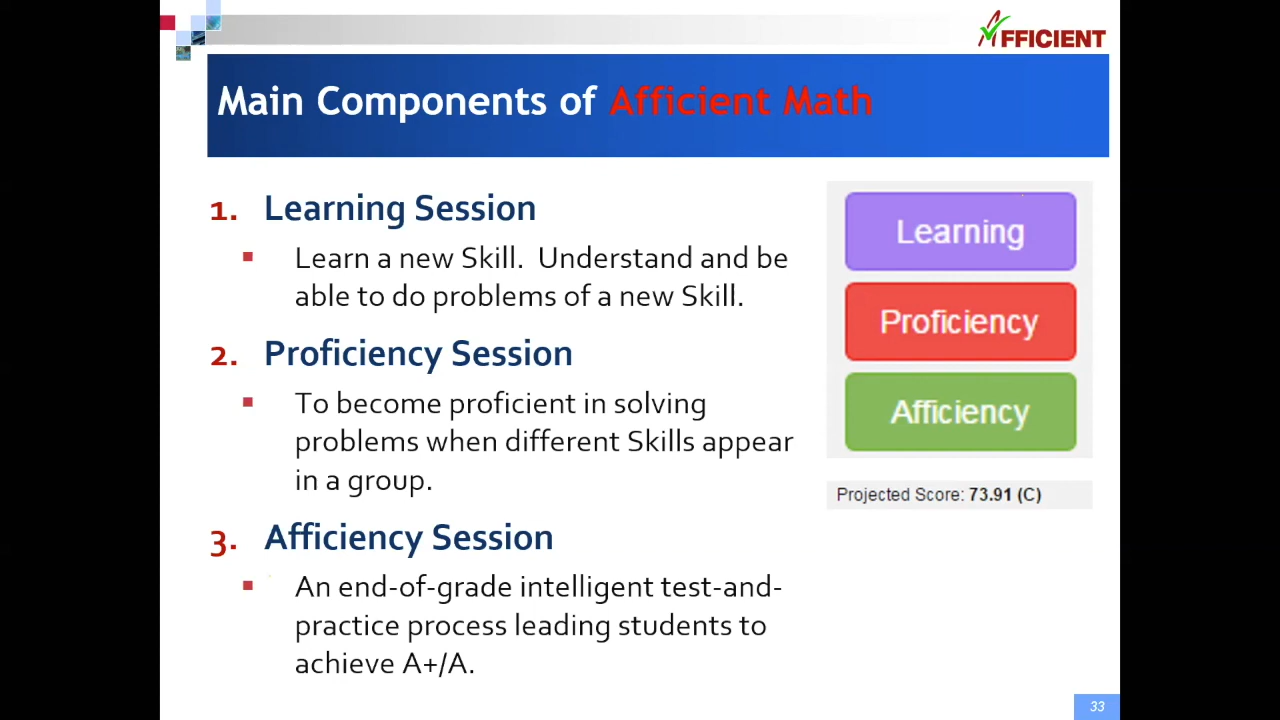 AFFICIENT
Main Components of Afficient Math
1. Learning Session
▪ Learn a new Skill. Understand and be
able to do problems of a new Skill.
2. Proficiency Session
▪ To become proficient in solving
problems when different Skills appear
in a group.
3. Afficiency Session
▪ An end-of-grade intelligent test-and-
practice process leading students to
achieve A+/A.
Learning
Proficiency
Afficiency
Projected Score: 73.91 (C)
33